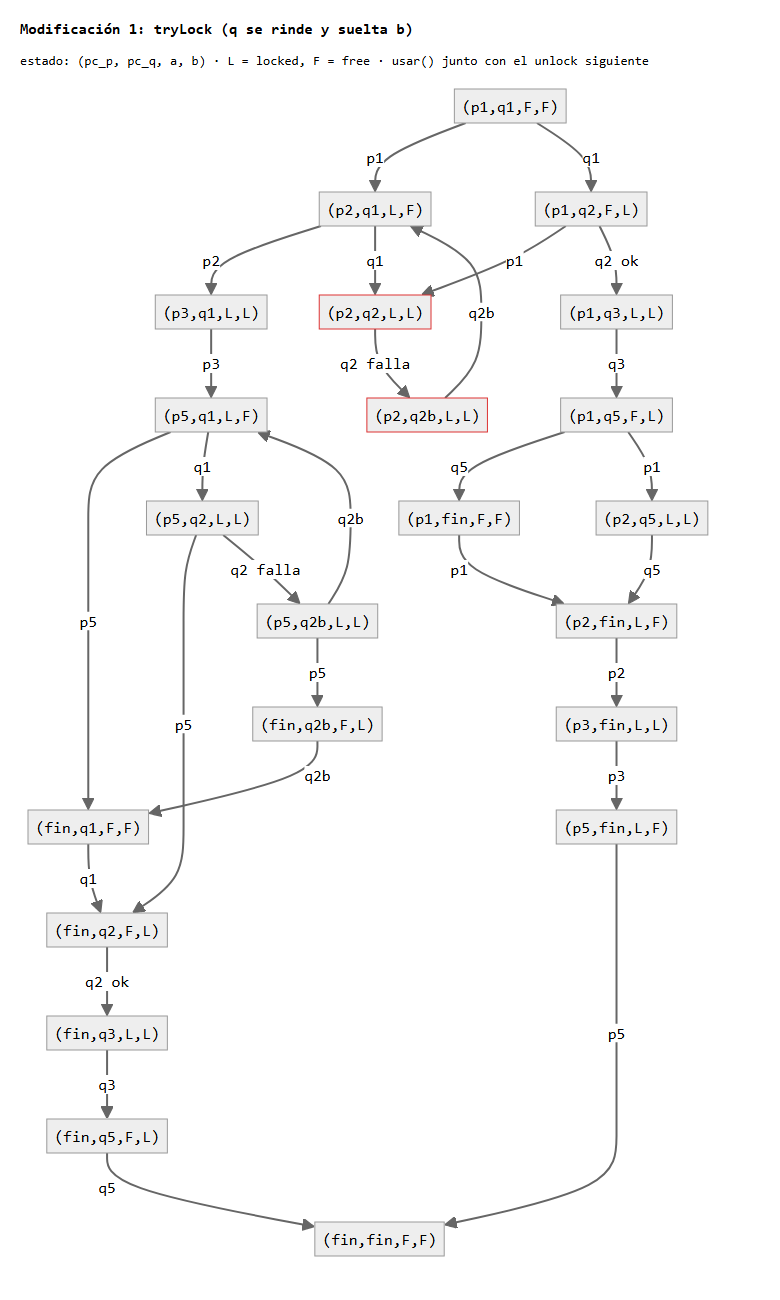 Modificación 1: tryLock (q se rinde y suelta b)
estado: (pc_p, pc_q, a, b) · L = locked, F = free · usar() junto con el unlock siguiente
(p1,q1,F,F)
p1 q1
(p2,q1,L,F) (p1,q2,F,L)
p2 q1 p1 q2 ok
(p3,q1,L,L) (p2,q2,L,L) q2b (p1,q3,L,L)
p3 q2 falla q3
(p5,q1,L,F) (p2,q2b,L,L) (p1,q5,F,L)
q1 q5 p1
(p5,q2,L,L) q2b (p1,fin,F,F) (p2,q5,L,L)
q2 falla p1 q5
p5 (p5,q2b,L,L) (p2,fin,L,F)
p5 p2
p5 (fin,q2b,F,L) (p3,fin,L,L)
q2b p3
(fin,q1,F,F) (p5,fin,L,F)
q1
(fin,q2,F,L)
q2 ok
(fin,q3,L,L) p5
q3
(fin,q5,F,L)
q5
(fin,fin,F,F)